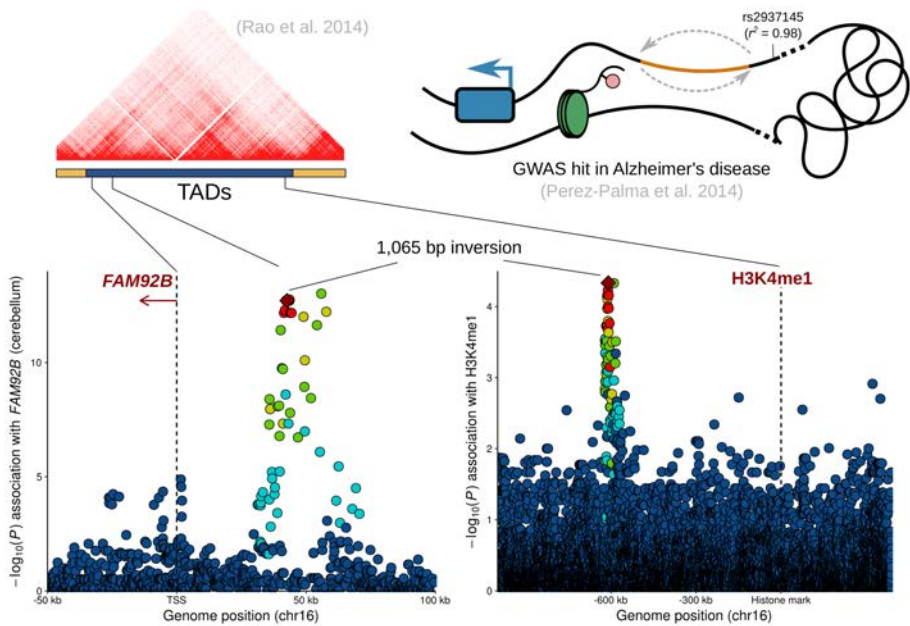 (Rao et al. 2014)
rs2937145
(r² = 0.98)
TADs
GWAS hit in Alzheimer's disease
(Perez-Palma et al. 2014)
1,065 bp inversion
FAM92B
−log₁₀(P) association with FAM92B (cerebellum)
10
5
0
-50 kb
TSS
50 kb
100 kb
Genome position (chr16)
H3K4me1
−log₁₀(P) association with H3K4me1
4
3
2
1
0
-600 kb
-300 kb
Histone mark
Genome position (chr16)